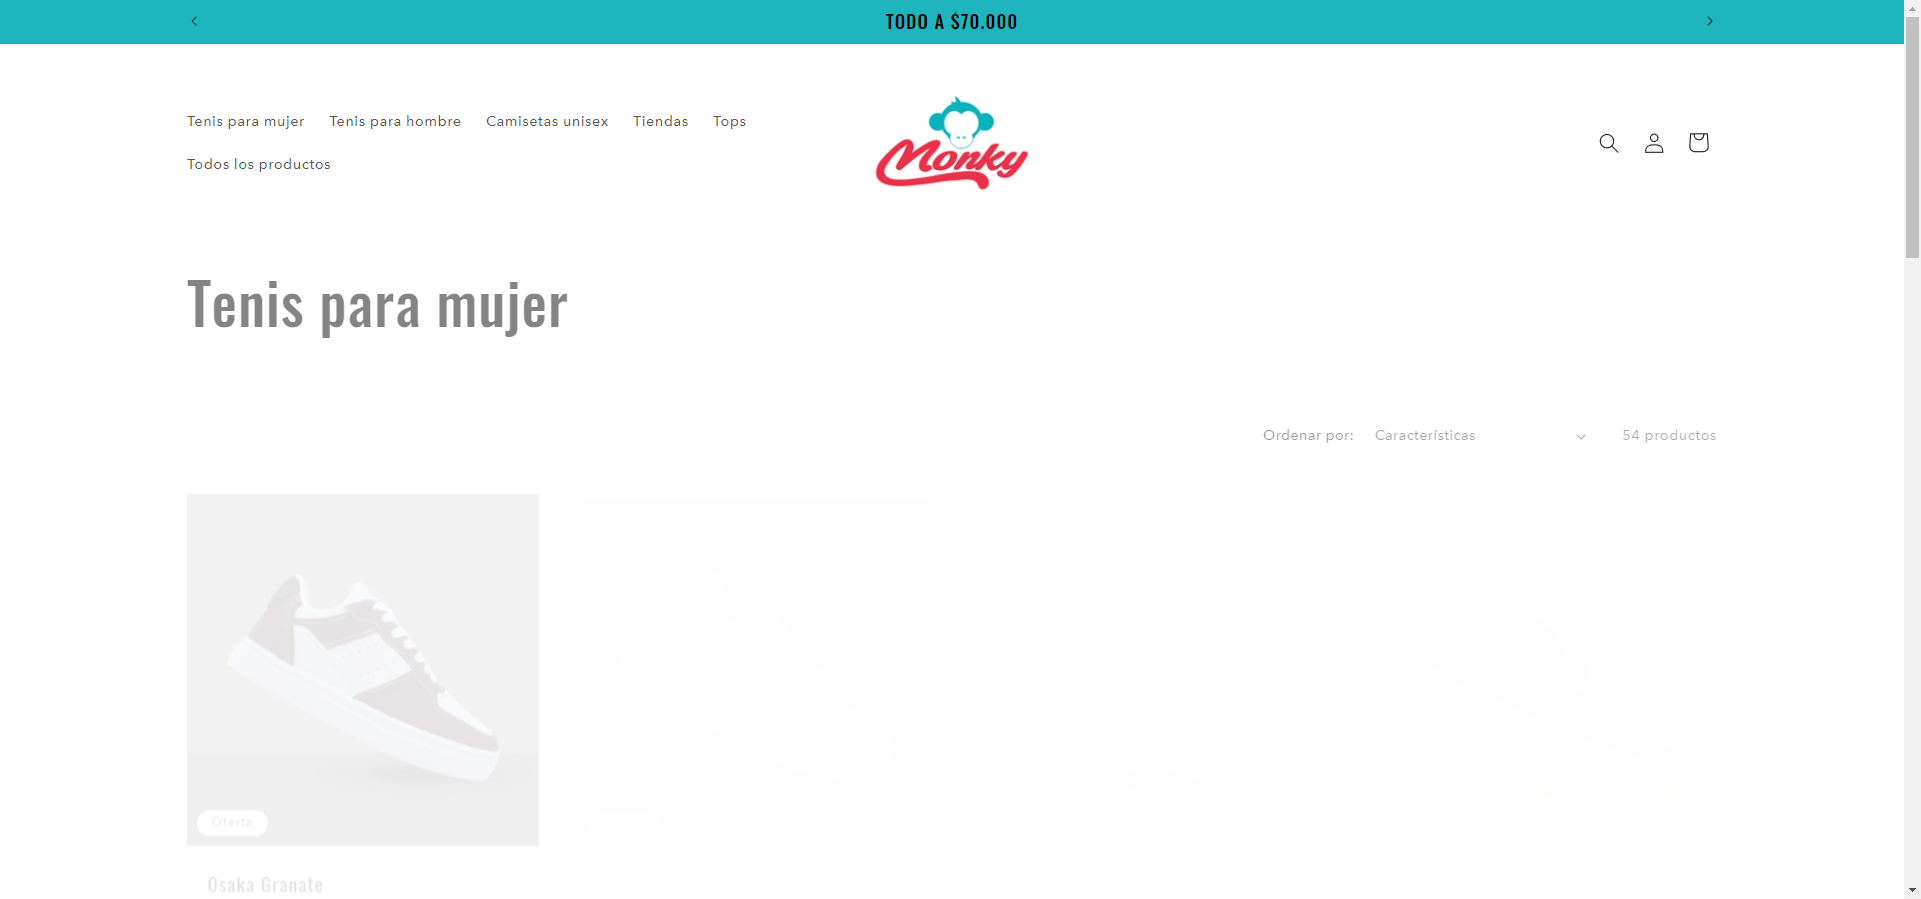 TODO A $70.000
Tenis para mujer
Tenis para hombre
Camisetas unisex
Tiendas
Tops
Todos los productos
Monky
Tenis para mujer
Ordenar por:
Características
54 productos
Oferta
Osaka Granate